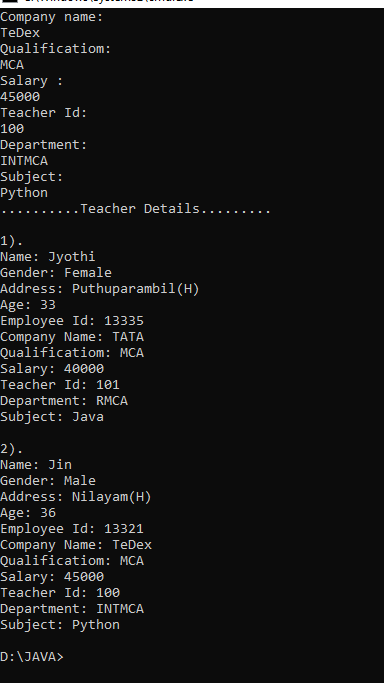 Company name:
TeDex
Qualificatiom:
MCA
Salary :
45000
Teacher Id:
100
Department:
INTMCA
Subject:
Python
..........Teacher Details.........
1).
Name: Jyothi
Gender: Female
Address: Puthuparambil(H)
Age: 33
Employee Id: 13335
Company Name: TATA
Qualificatiom: MCA
Salary: 40000
Teacher Id: 101
Department: RMCA
Subject: Java
2).
Name: Jin
Gender: Male
Address: Nilayam(H)
Age: 36
Employee Id: 13321
Company Name: TeDex
Qualificatiom: MCA
Salary: 45000
Teacher Id: 100
Department: INTMCA
Subject: Python
D:\JAVA>